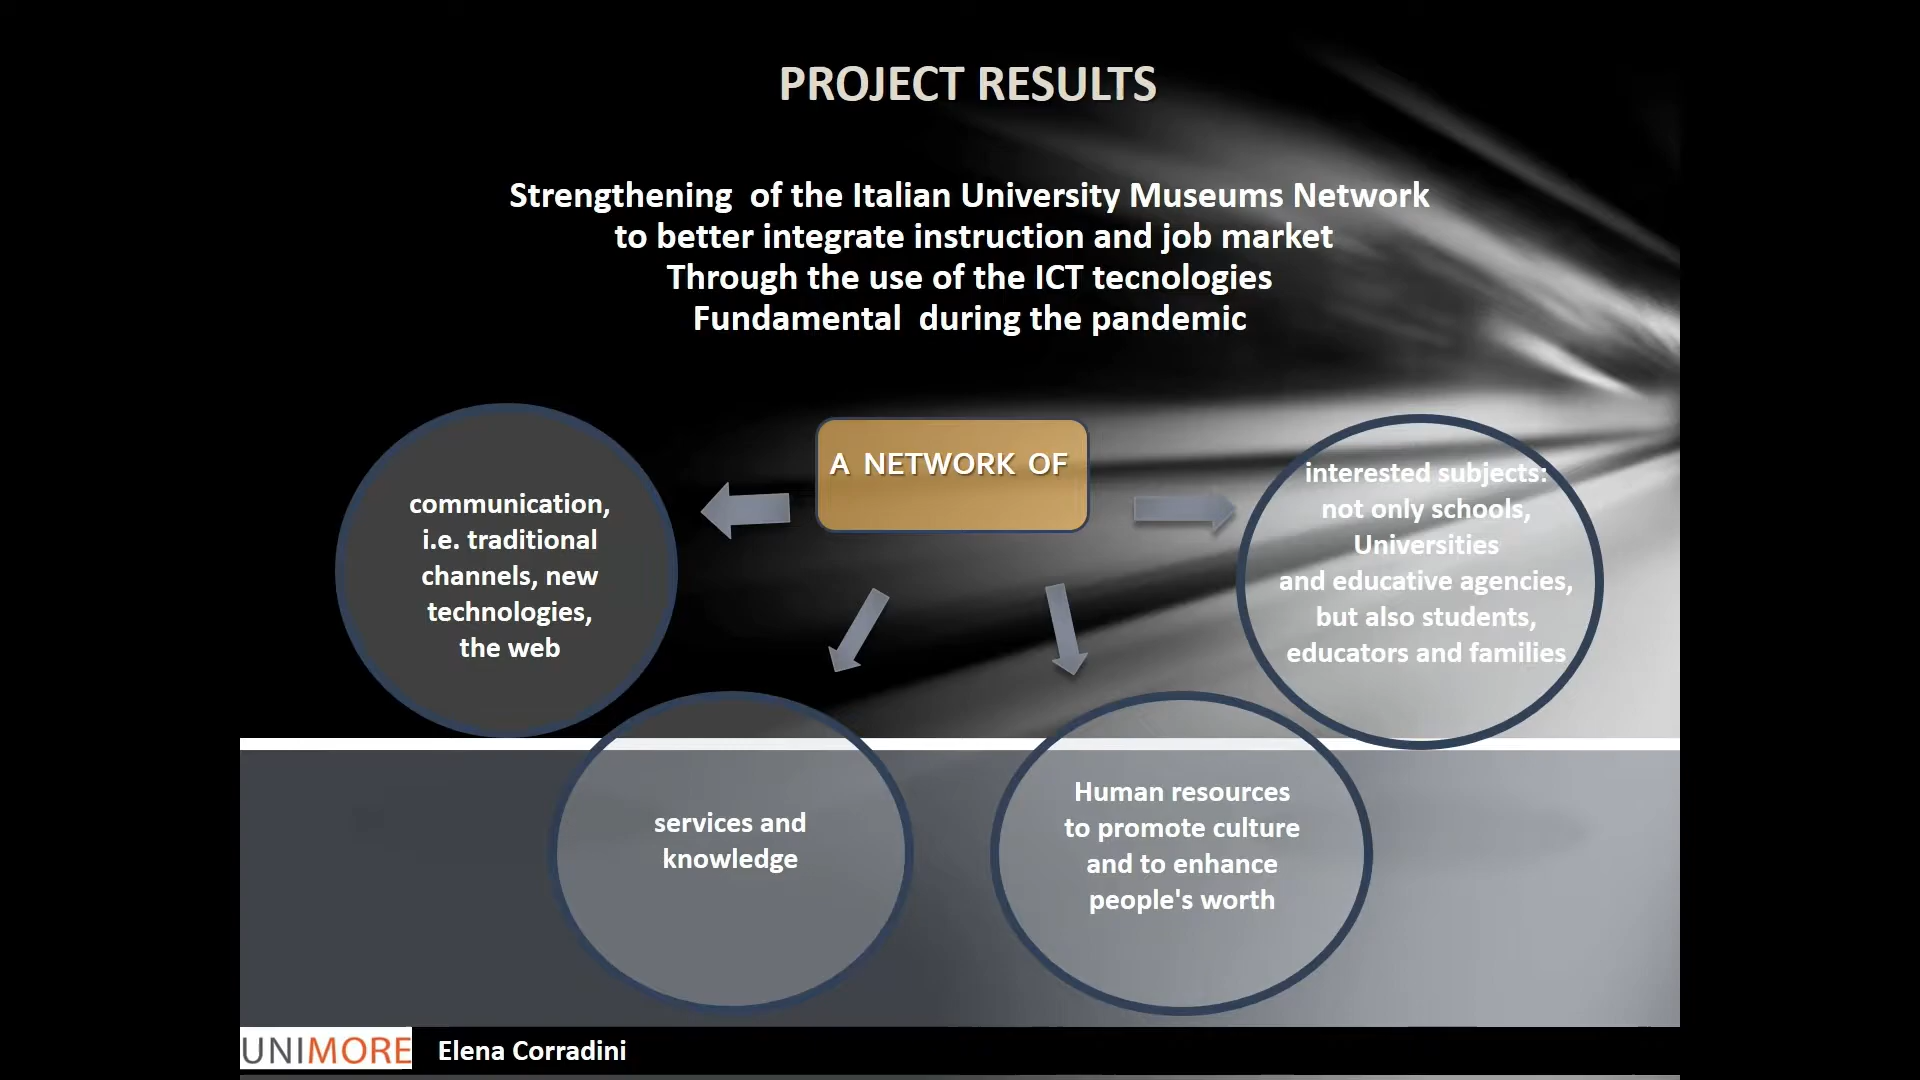 PROJECT RESULTS
Strengthening  of the Italian University Museums Network
to better integrate instruction and job market
Through the use of the ICT tecnologies
Fundamental  during the pandemic
A NETWORK OF
communication,
i.e. traditional
channels, new
technologies,
the web
interested subjects:
not only schools,
Universities
and educative agencies,
but also students,
educators and families
services and
knowledge
Human resources
to promote culture
and to enhance
people's worth
UNIMORE
Elena Corradini